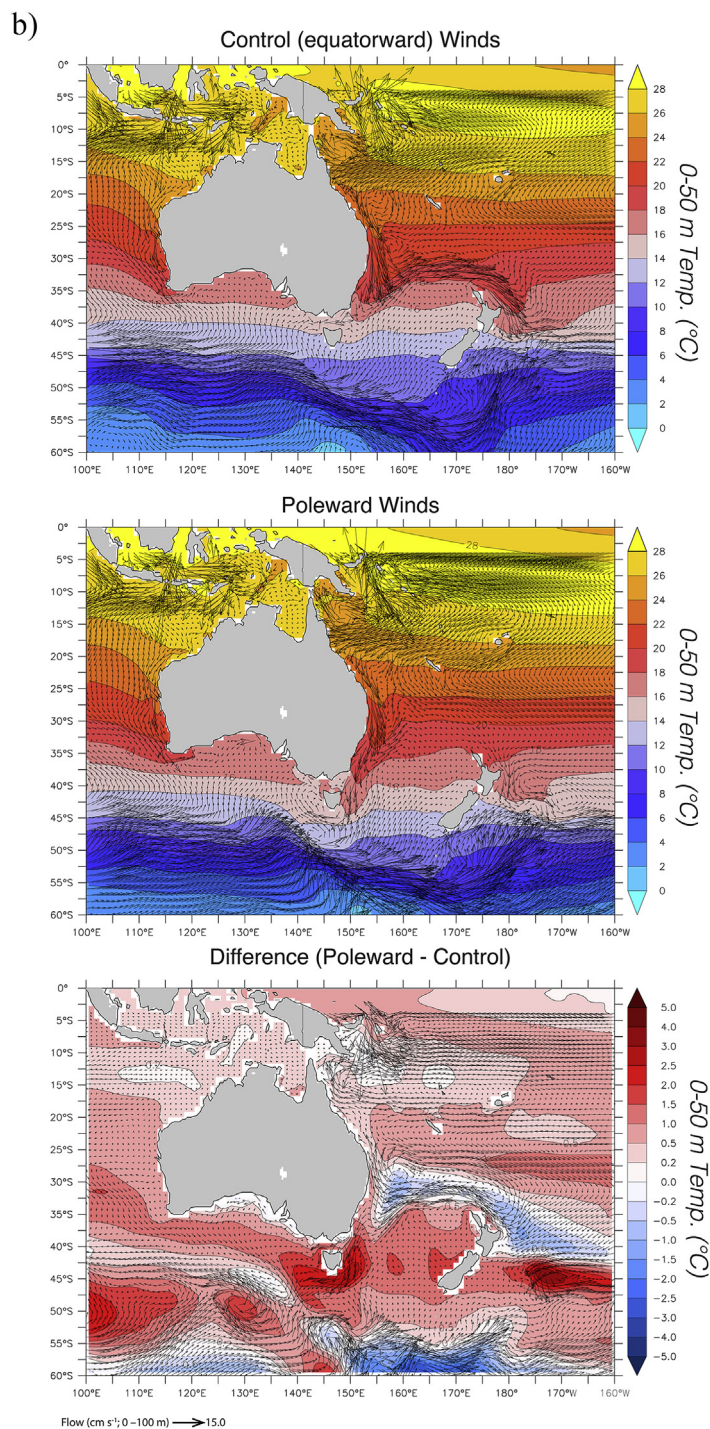 b)
Control (equatorward) Winds
0°
5°S
10°S
15°S
20°S
25°S
30°S
35°S
40°S
45°S
50°S
55°S
60°S
100°E 110°E 120°E 130°E 140°E 150°E 160°E 170°E 180° 170°W 160°W
28
26
24
22
20
18
16
14
12
10
8
6
4
2
0
0-50 m Temp. (°C)
Poleward Winds
28
0°
5°S
10°S
15°S
20°S
25°S
30°S
35°S
40°S
45°S
50°S
55°S
60°S
100°E 110°E 120°E 130°E 140°E 150°E 160°E 170°E 180° 170°W 160°W
28
26
24
22
20
18
16
14
12
10
8
6
4
2
0
0-50 m Temp. (°C)
Difference (Poleward - Control)
0°
5°S
10°S
15°S
20°S
25°S
30°S
35°S
40°S
45°S
50°S
55°S
60°S
100°E 110°E 120°E 130°E 140°E 150°E 160°E 170°E 180° 170°W 160°W
5.0
4.0
3.0
2.5
2.0
1.5
1.0
0.5
0.2
−0.0
−0.2
−0.5
−1.0
−1.5
−2.0
−2.5
−3.0
−4.0
−5.0
0-50 m Temp. (°C)
Flow (cm s⁻¹; 0 –100 m) 15.0